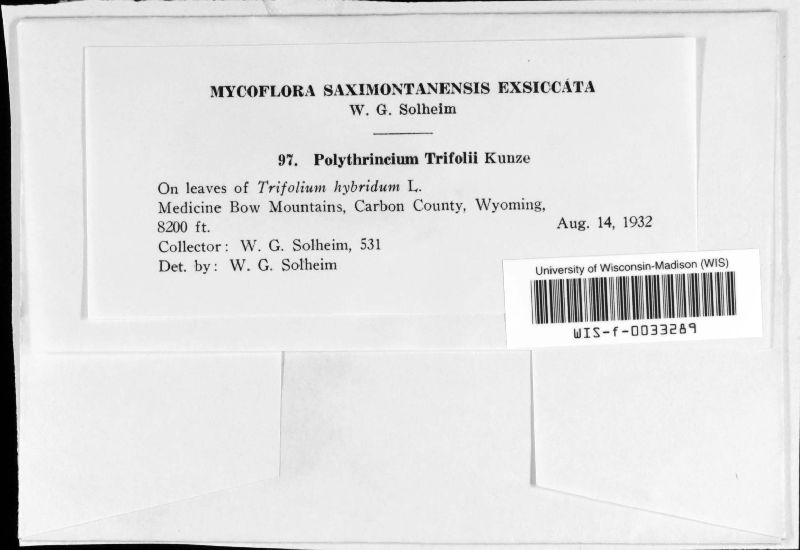 MYCOFLORA SAXIMONTANENSIS EXSICCÁTA
W. G. Solheim
97. Polythrincium Trifolii Kunze
On leaves of Trifolium hybridum L.
Medicine Bow Mountains, Carbon County, Wyoming,
8200 ft. Aug. 14, 1932
Collector: W. G. Solheim, 531
Det. by: W. G. Solheim
University of Wisconsin-Madison (WIS)
WIS-f-0033289